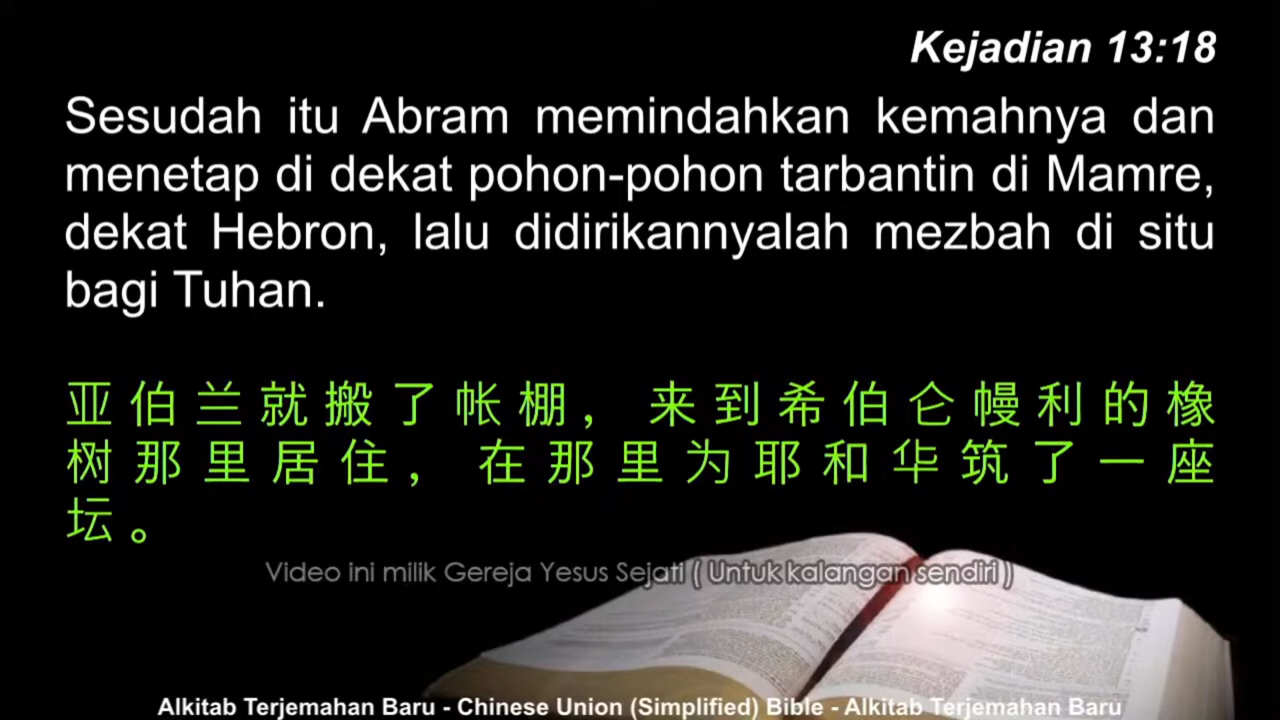 Kejadian 13:18
Sesudah itu Abram memindahkan kemahnya dan
menetap di dekat pohon-pohon tarbantin di Mamre,
dekat Hebron, lalu didirikannyalah mezbah di situ
bagi Tuhan.
亚伯兰就搬了帐棚，来到希伯仑幔利的橡
树那里居住，在那里为耶和华筑了一座
坛。
Video ini milik Gereja Yesus Sejati ( Untuk kalangan sendiri )
Alkitab Terjemahan Baru - Chinese Union (Simplified) Bible - Alkitab Terjemahan Baru